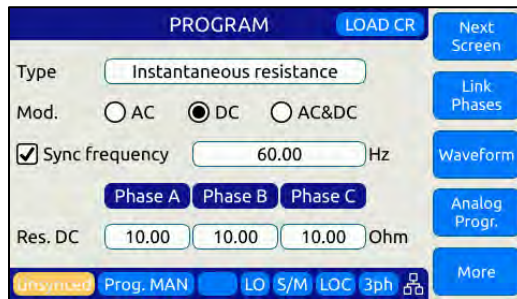 PROGRAM
LOAD CR
Type Instantaneous resistance
Mod. AC DC AC&DC
Sync frequency 60.00 Hz
Phase A Phase B Phase C
Res. DC 10.00 10.00 10.00 Ohm
unsynced Prog. MAN LO S/M LOC 3ph
Next
Screen
Link
Phases
Waveform
Analog
Progr.
More